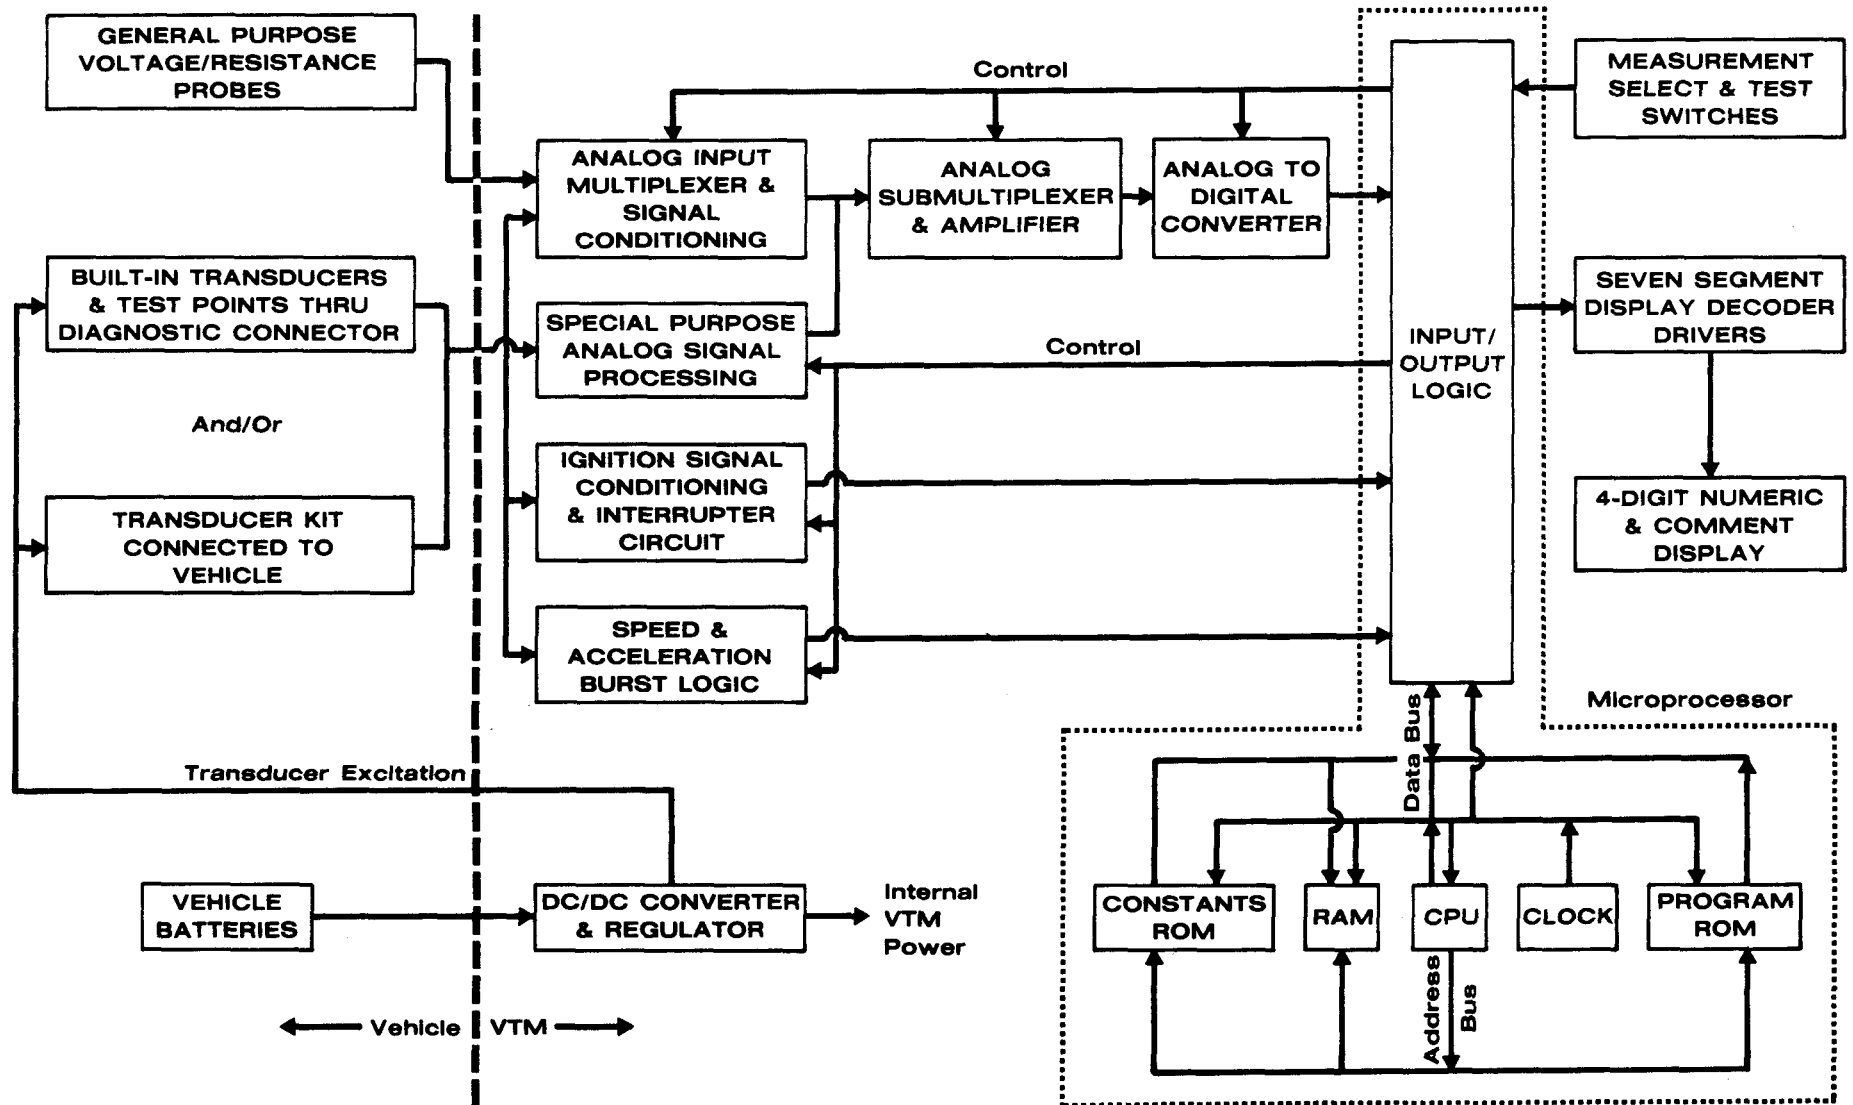 GENERAL PURPOSE
VOLTAGE/RESISTANCE
PROBES
BUILT-IN TRANSDUCERS
& TEST POINTS THRU
DIAGNOSTIC CONNECTOR
And/Or
TRANSDUCER KIT
CONNECTED TO
VEHICLE
Transducer Excitation
VEHICLE
BATTERIES
Vehicle
VTM
Control
ANALOG INPUT
MULTIPLEXER &
SIGNAL
CONDITIONING
ANALOG
SUBMULTIPLEXER
& AMPLIFIER
ANALOG TO
DIGITAL
CONVERTER
SPECIAL PURPOSE
ANALOG SIGNAL
PROCESSING
Control
IGNITION SIGNAL
CONDITIONING
& INTERRUPTER
CIRCUIT
SPEED &
ACCELERATION
BURST LOGIC
DC/DC CONVERTER
& REGULATOR
Internal
VTM
Power
INPUT/
OUTPUT
LOGIC
MEASUREMENT
SELECT & TEST
SWITCHES
SEVEN SEGMENT
DISPLAY DECODER
DRIVERS
4-DIGIT NUMERIC
& COMMENT
DISPLAY
Microprocessor
Data Bus
CONSTANTS
ROM
RAM
CPU
CLOCK
PROGRAM
ROM
Address
Bus